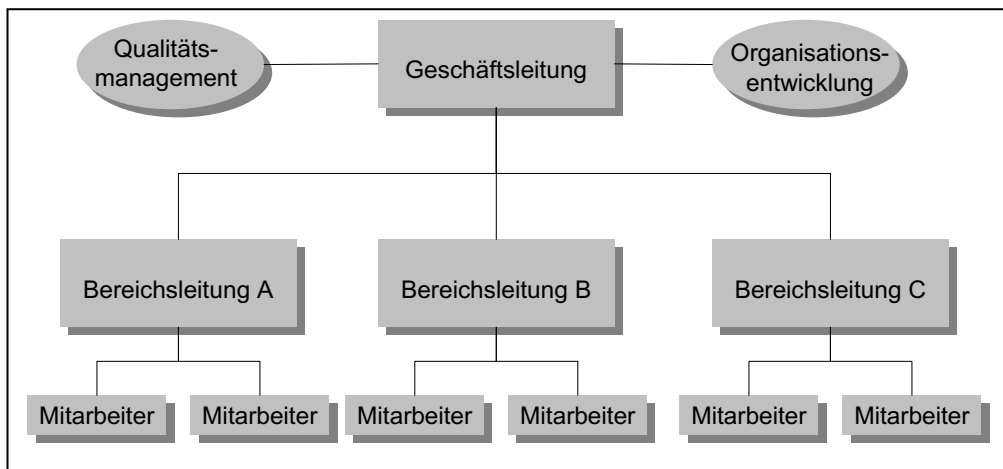 Qualitäts-
management
Geschäftsleitung
Organisations-
entwicklung
Bereichsleitung A
Bereichsleitung B
Bereichsleitung C
Mitarbeiter
Mitarbeiter
Mitarbeiter
Mitarbeiter
Mitarbeiter
Mitarbeiter